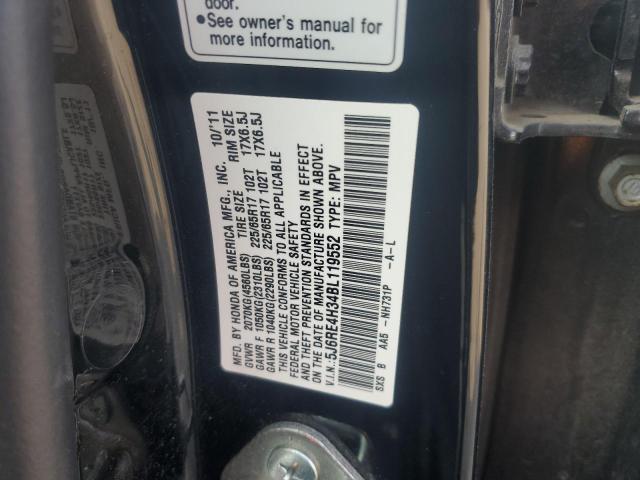 door.
•See owner's manual for
more information.
MFD. BY HONDA OF AMERICA MFG., INC. 10/'11
TIRE SIZE RIM SIZE
GVWR 2070KG(4560LBS)
GAWR F 1050KG(2310LBS) 225/65R17 102T 17X6.5J
GAWR R 1040KG(2290LBS) 225/65R17 102T 17X6.5J
THIS VEHICLE CONFORMS TO ALL APPLICABLE
FEDERAL MOTOR VEHICLE SAFETY
AND THEFT PREVENTION STANDARDS IN EFFECT
ON THE DATE OF MANUFACTURE SHOWN ABOVE.
V.I.N.:5J6RE4H34BL119552 TYPE: MPV
SXS B AA5 -NH731P -A-L